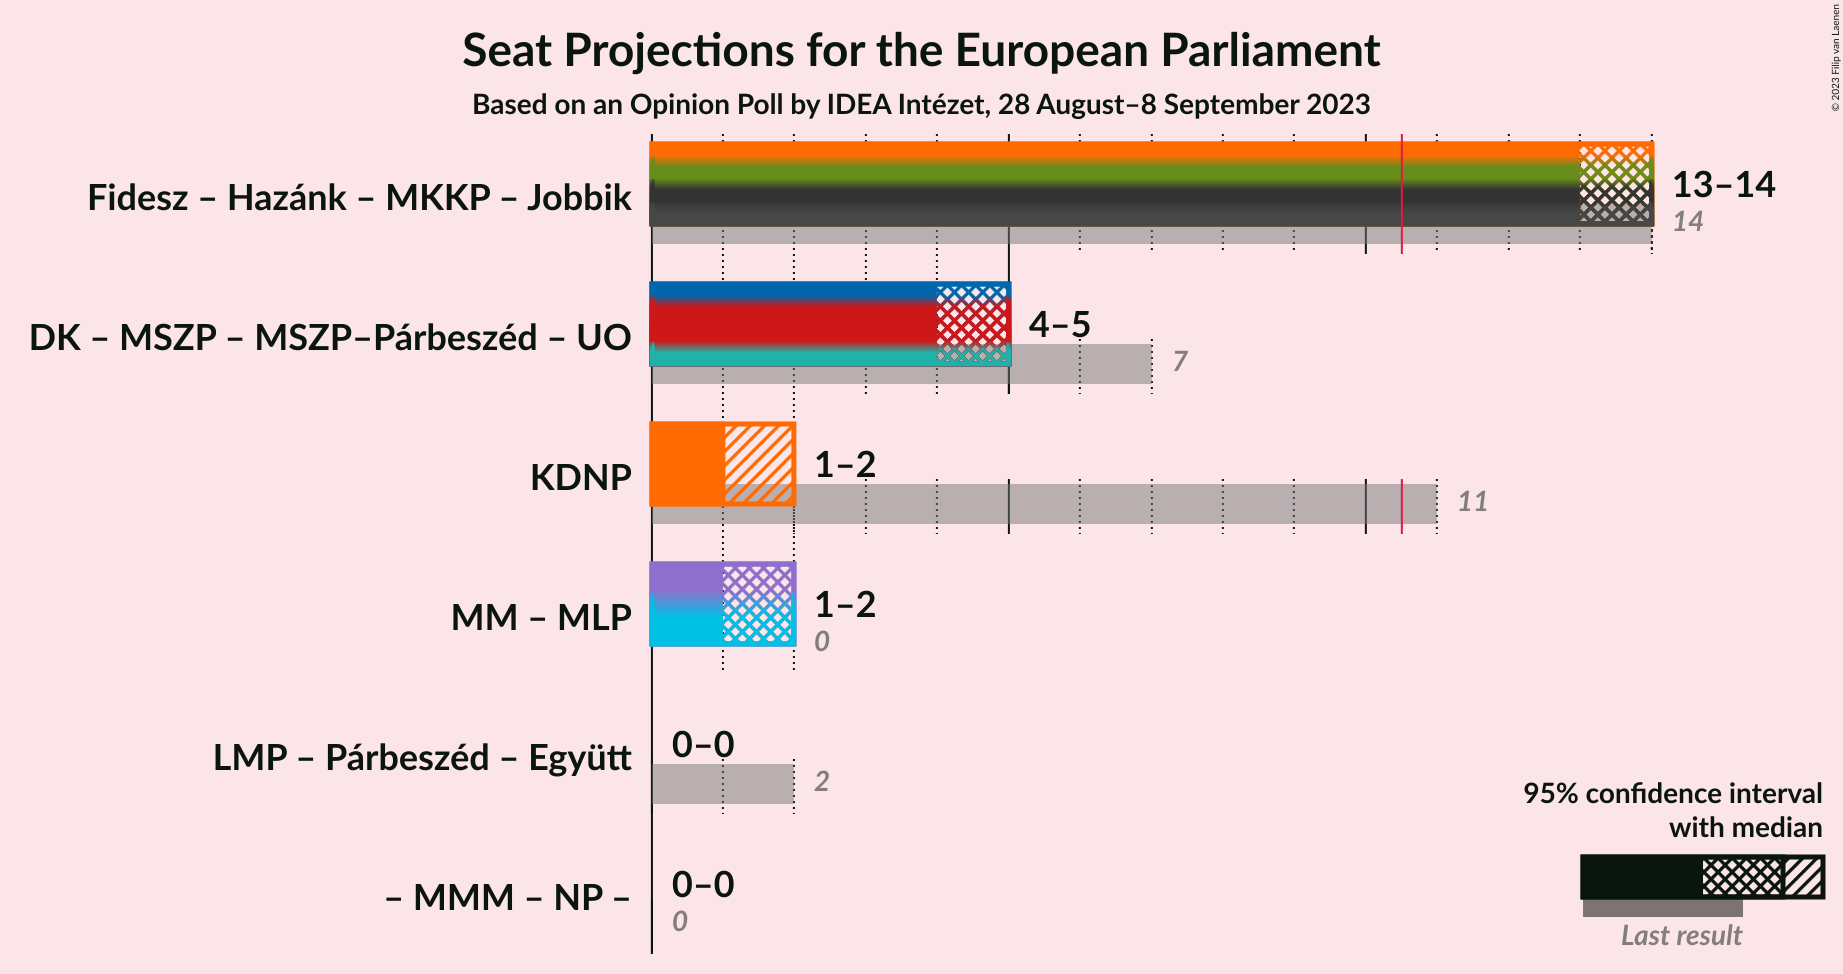 Seat Projections for the European Parliament
Based on an Opinion Poll by IDEA Intézet, 28 August–8 September 2023
© 2023 Filip van Laenen
Fidesz – Hazánk – MKKP – Jobbik
13–14
14
DK – MSZP – MSZP–Párbeszéd – UO
4–5
7
KDNP
1–2
11
MM – MLP
1–2
0
LMP – Párbeszéd – Együtt
0–0
2
– MMM – NP –
0–0
0
95% confidence interval
with median
Last result